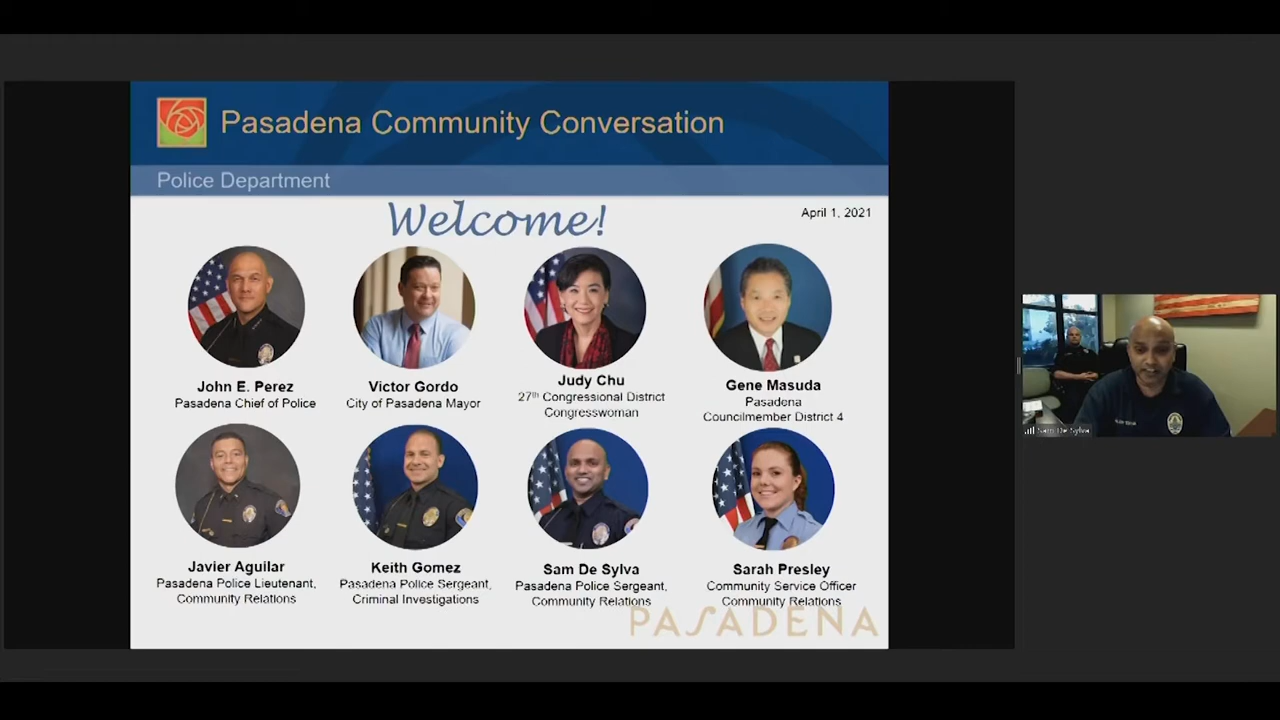 Pasadena Community Conversation
Police Department
Welcome!
April 1, 2021
John E. Perez
Pasadena Chief of Police
Victor Gordo
City of Pasadena Mayor
Judy Chu
27th Congressional District
Congresswoman
Gene Masuda
Pasadena
Councilmember District 4
Javier Aguilar
Pasadena Police Lieutenant,
Community Relations
Keith Gomez
Pasadena Police Sergeant,
Criminal Investigations
Sam De Sylva
Pasadena Police Sergeant,
Community Relations
Sarah Presley
Community Service Officer
Community Relations
PASADENA
Sam De Sylva